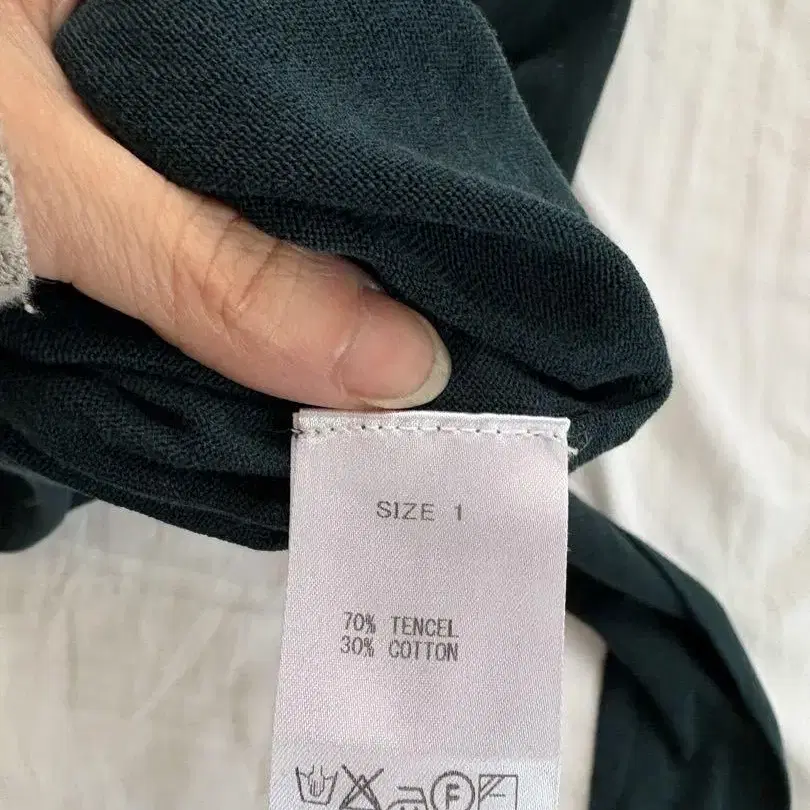 SIZE 1
70% TENCEL
30% COTTON
F